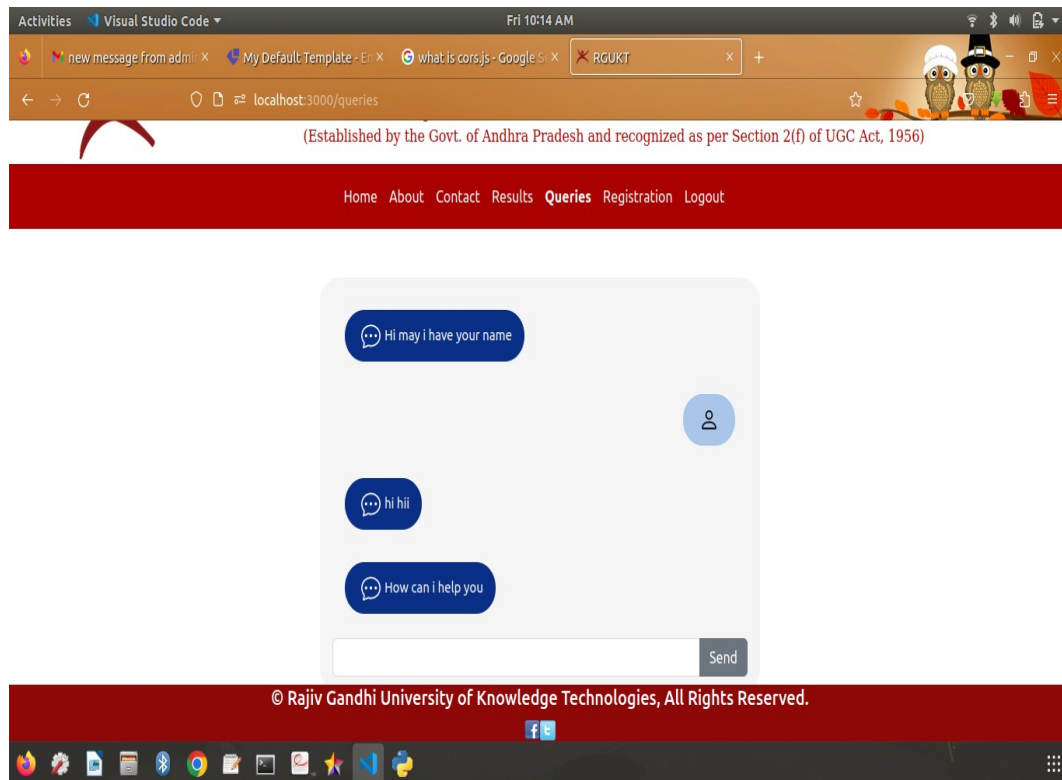 Activities Visual Studio Code Fri 10:14 AM
new message from admi My Default Template - En what is cors.js - Google S RGUKT
localhost:3000/queries
(Established by the Govt. of Andhra Pradesh and recognized as per Section 2(f) of UGC Act, 1956)
Home About Contact Results Queries Registration Logout
Hi may i have your name
hi hii
How can i help you
Send
© Rajiv Gandhi University of Knowledge Technologies, All Rights Reserved.